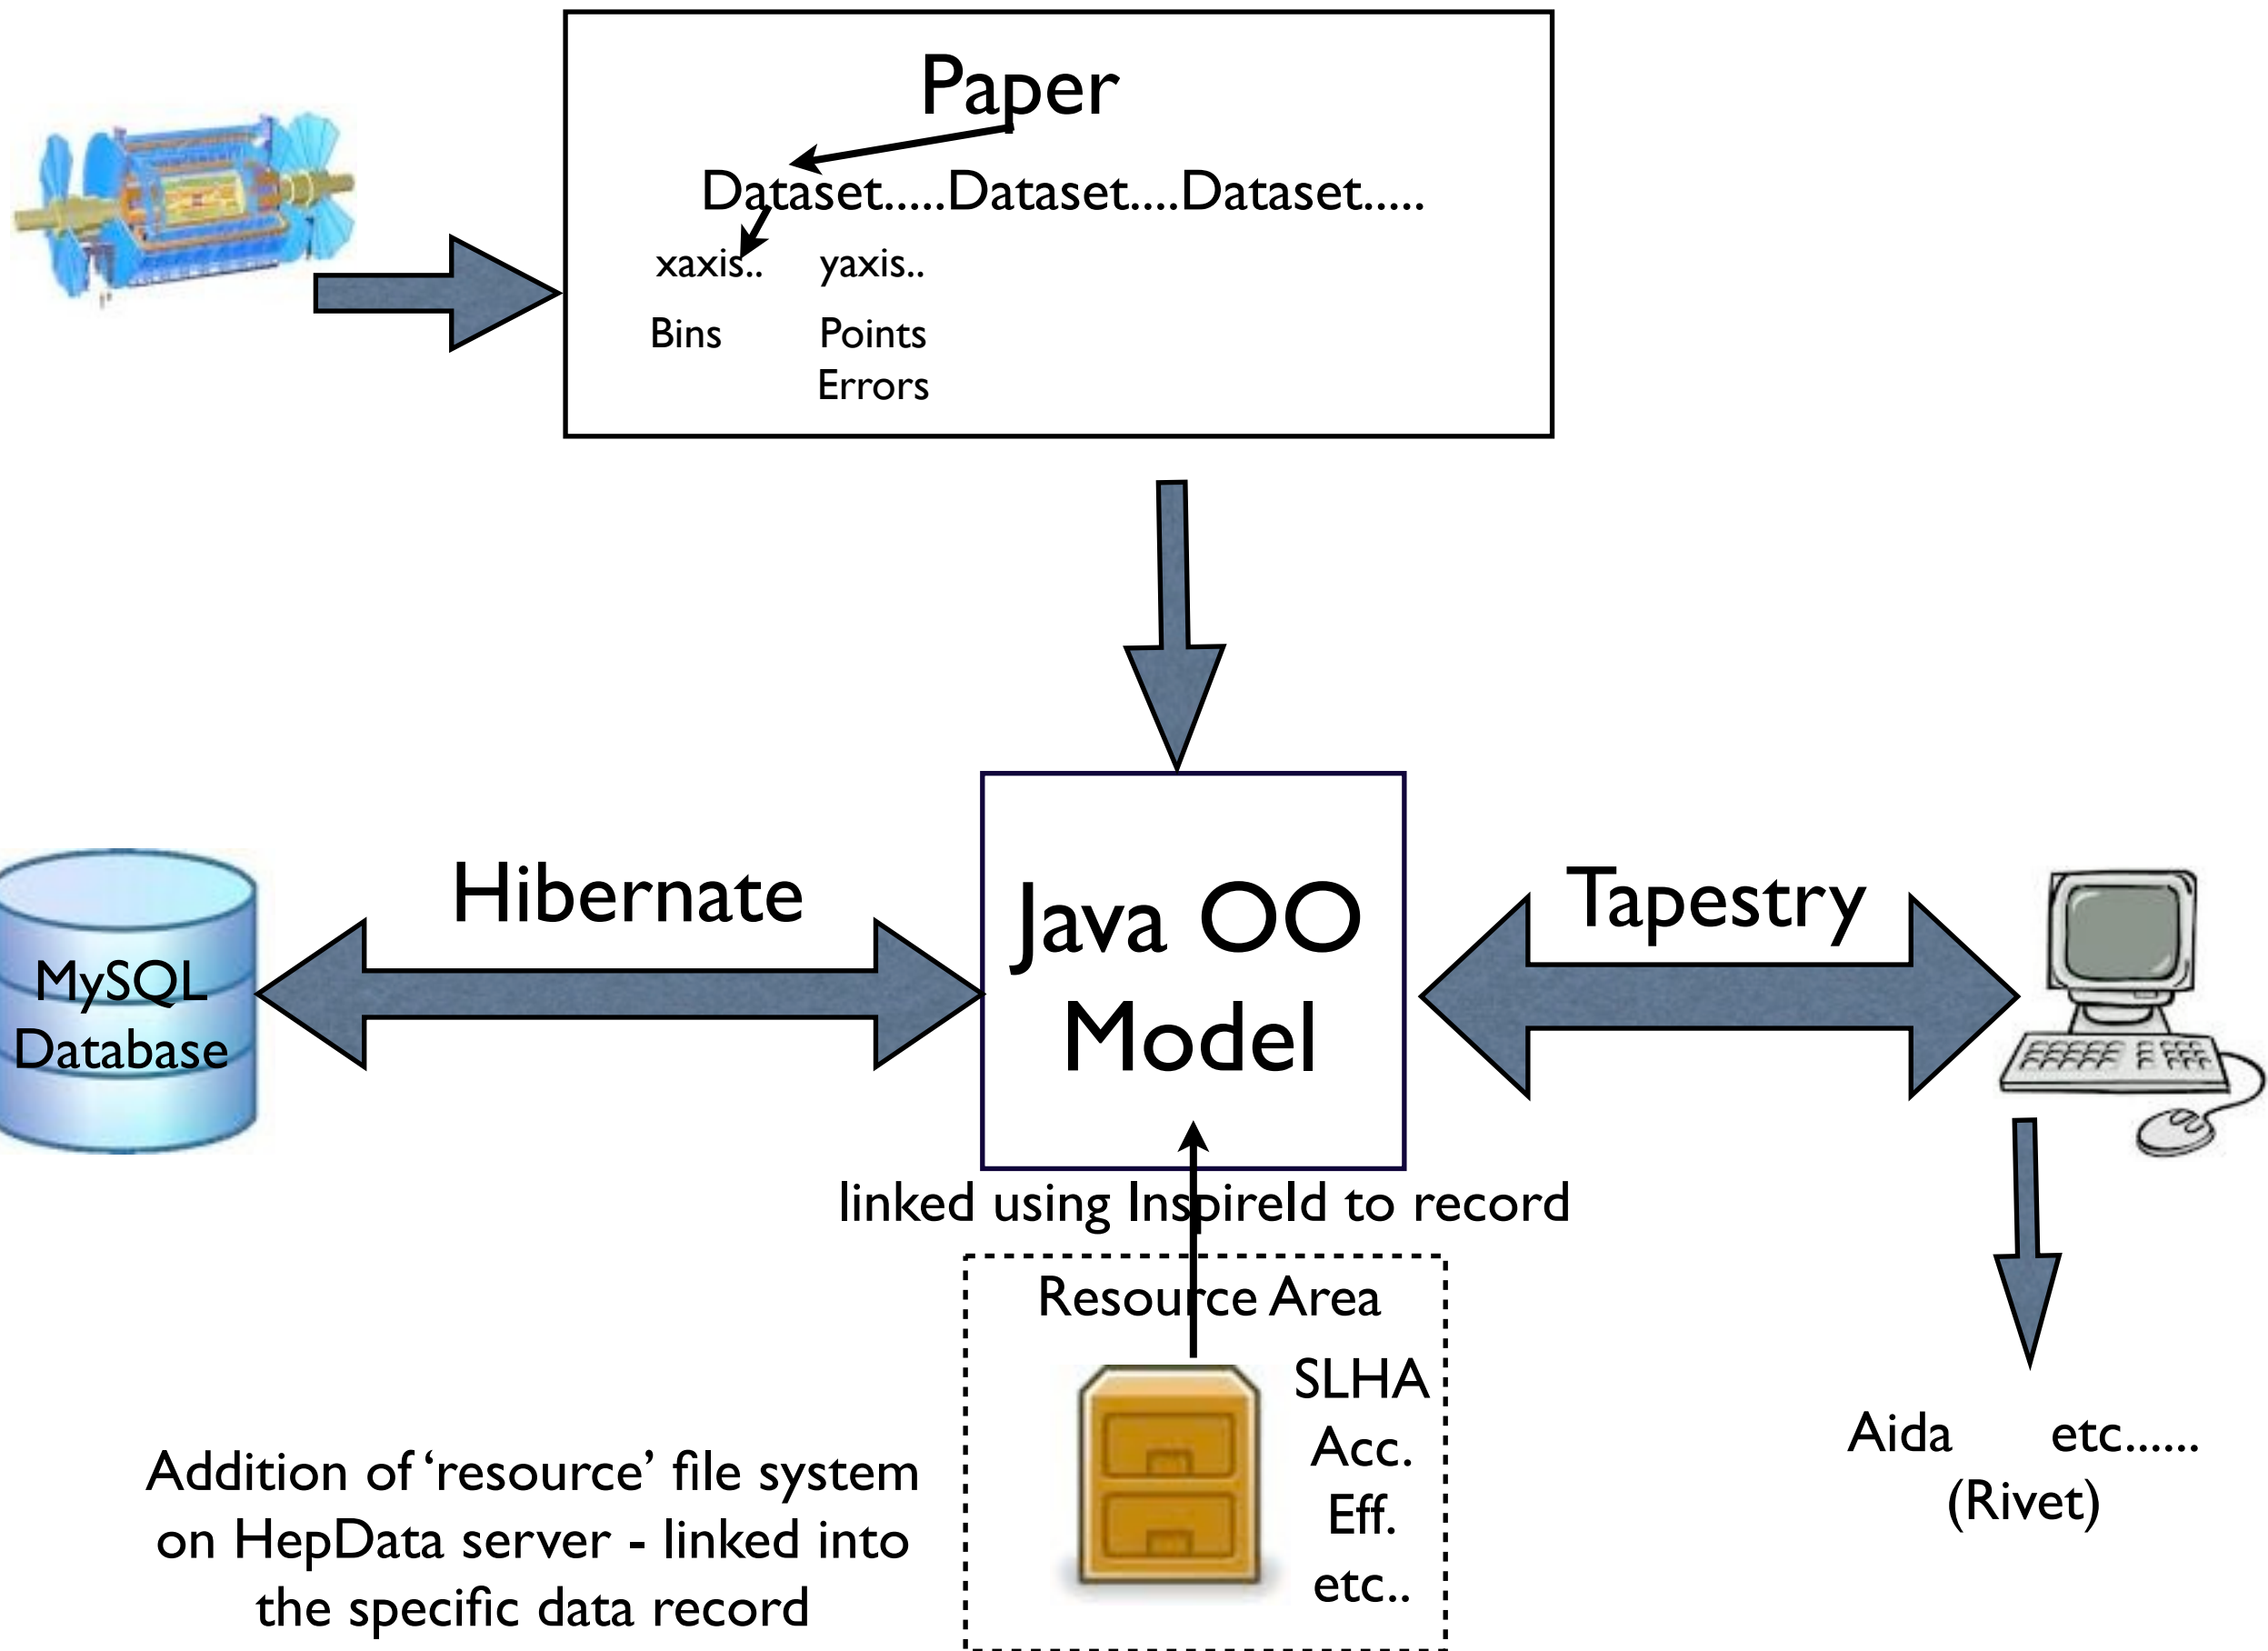 Paper
Dataset.....Dataset....Dataset.....
xaxis.. yaxis..
Bins Points
Errors
Hibernate
Tapestry
MySQL
Database
Java OO
Model
linked using InspireId to record
Resource Area
SLHA
Acc.
Eff.
etc..
Aida etc......
(Rivet)
Addition of ‘resource’ file system
on HepData server - linked into
the specific data record